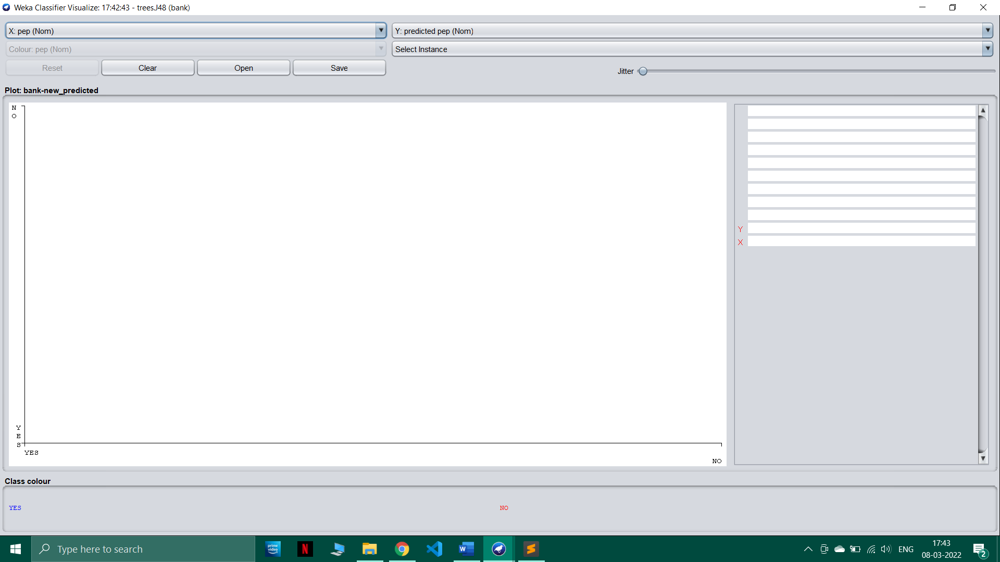 Weka Classifier Visualize: 17:42:43 - trees.J48 (bank)
X: pep (Nom)
Y: predicted pep (Nom)
Colour: pep (Nom)
Select Instance
Reset
Clear
Open
Save
Jitter
Plot: bank-new_predicted
N
O
Y
X
Y
E
S
YES
NO
Class colour
YES
NO
Type here to search
prime video
N
W
S
ENG
17:43
08-03-2022
2